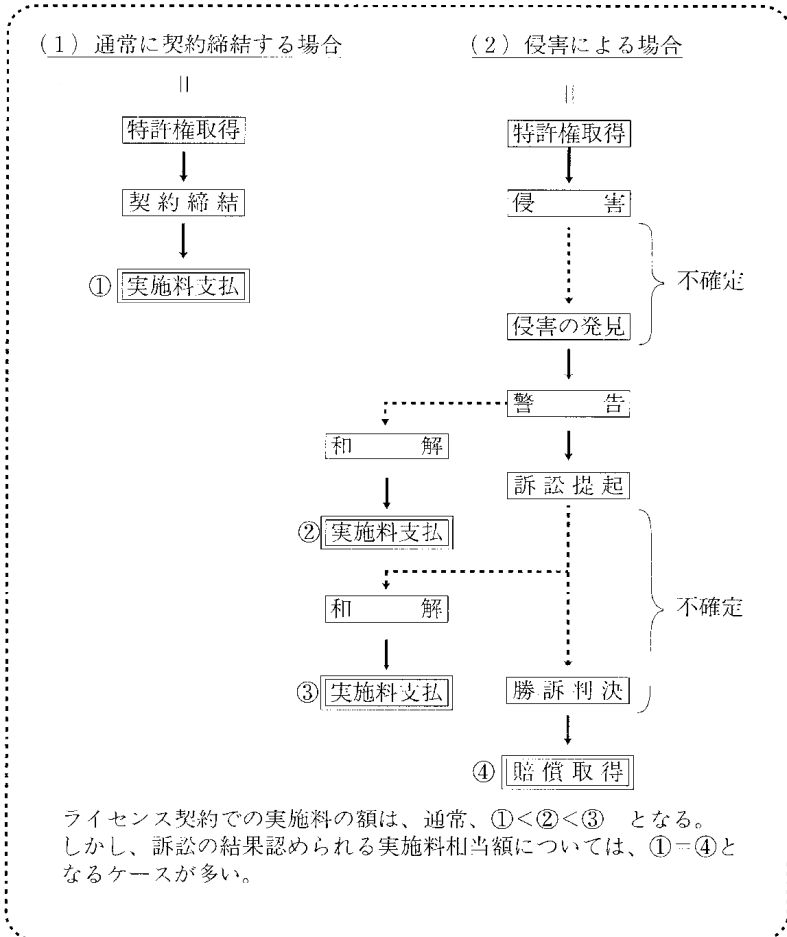 (1)通常に契約締結する場合
(2)侵害による場合
特許権取得
契約締結
①実施料支払
特許権取得
侵害
不確定
侵害の発見
警告
和解
訴訟提起
②実施料支払
和解
不確定
③実施料支払
勝訴判決
④賠償取得
ライセンス契約での実施料の額は、通常、①<②<③ となる。
しかし、訴訟の結果認められる実施料相当額については、①=④と
なるケースが多い。